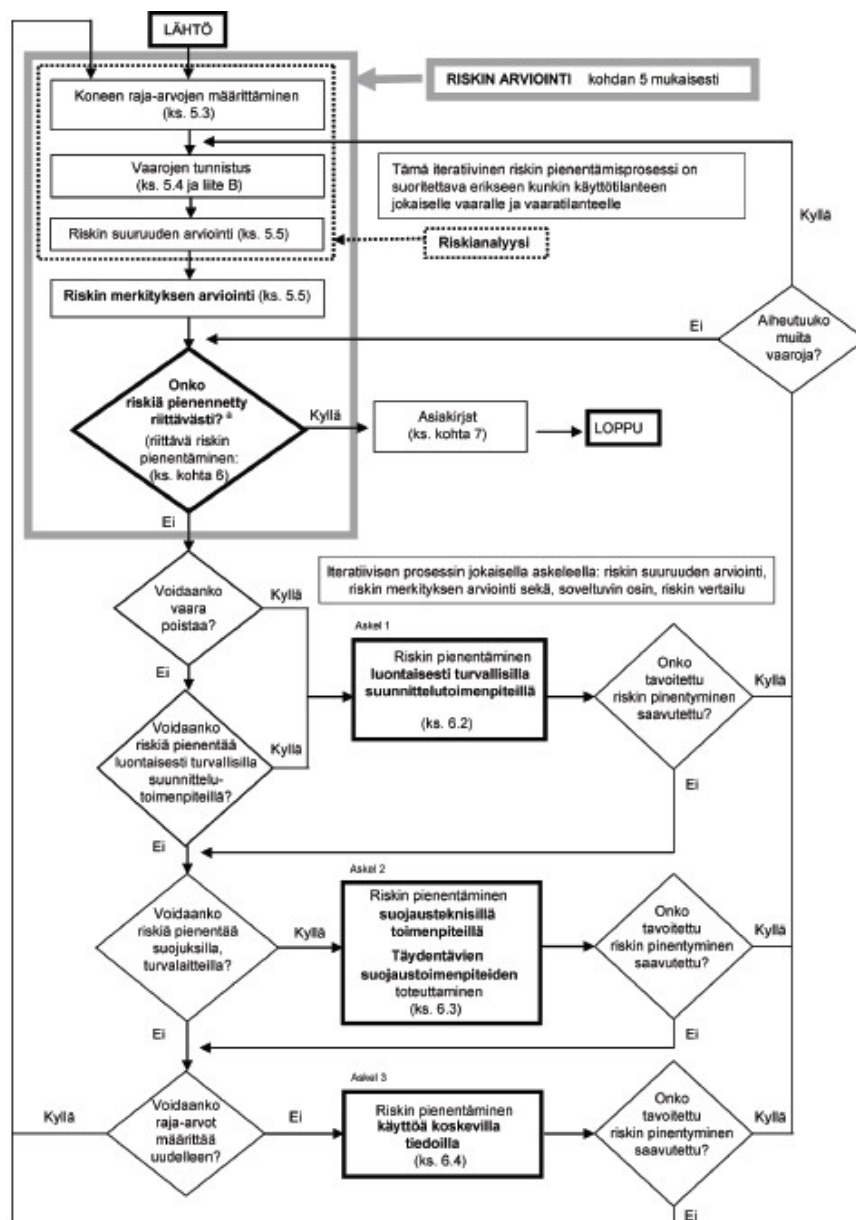 LÄHTÖ
RISKIN ARVIOINTI kohdan 5 mukaisesti
Koneen raja-arvojen määrittäminen
(ks. 5.3)
Vaarojen tunnistus
(ks. 5.4 ja liite B)
Tämä iteratiivinen riskin pienentämisprosessi on
suoritettava erikseen kunkin käyttötilanteen
jokaiselle vaaralle ja vaaratilanteelle
Kyllä
Riskin suuruuden arviointi (ks. 5.5)
Riskianalyysi
Riskin merkityksen arviointi (ks. 5.5)
Ei
Aiheutuuko
muita
vaaroja?
Onko
riskiä pienennetty
riittävästi? a
(riittävä riskin
pienentäminen:
(ks. kohta 6)
Kyllä
Asiakirjat
(ks. kohta 7)
LOPPU
Ei
Iteratiivisen prosessin jokaisella askeleella: riskin suuruuden arviointi,
riskin merkityksen arviointi sekä, soveltuvin osin, riskin vertailu
Voidaanko
vaara
poistaa?
Kyllä
Ei
Askel 1
Riskin pienentäminen
luontaisesti turvallisilla
suunnittelutoimenpiteillä
(ks. 6.2)
Onko
tavoitettu
riskin pinentyminen
saavutettu?
Kyllä
Voidaanko
riskiä pienentää
luontaisesti turvallisilla
suunnittelu-
toimenpiteillä?
Kyllä
Ei
Ei
Askel 2
Voidaanko
riskiä pienentää
suojuksilla,
turvalaitteilla?
Kyllä
Riskin pienentäminen
suojausteknisillä
toimenpiteillä
Täydentävien
suojaustoimenpiteiden
toteuttaminen
(ks. 6.3)
Onko
tavoitettu
riskin pinentyminen
saavutettu?
Kyllä
Ei
Ei
Askel 3
Kyllä
Voidaanko
raja-arvot
määrittää
uudelleen?
Ei
Riskin pienentäminen
käyttöä koskevilla
tiedoilla
(ks. 6.4)
Onko
tavoitettu
riskin pinentyminen
saavutettu?
Kyllä
Ei